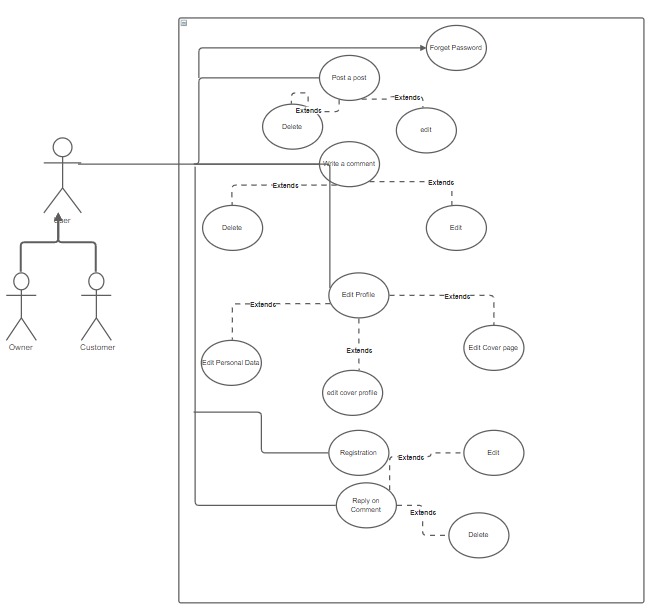 Forget Password
Post a post
Extends
Extends
Delete
edit
Write a comment
Extends
Extends
User
Delete
Edit
Edit Profile
Extends
Extends
Owner
Customer
Extends
Edit Cover page
Edit Personal Data
edit cover profile
Registration
Extends
Edit
Reply on
Comment
Extends
Delete